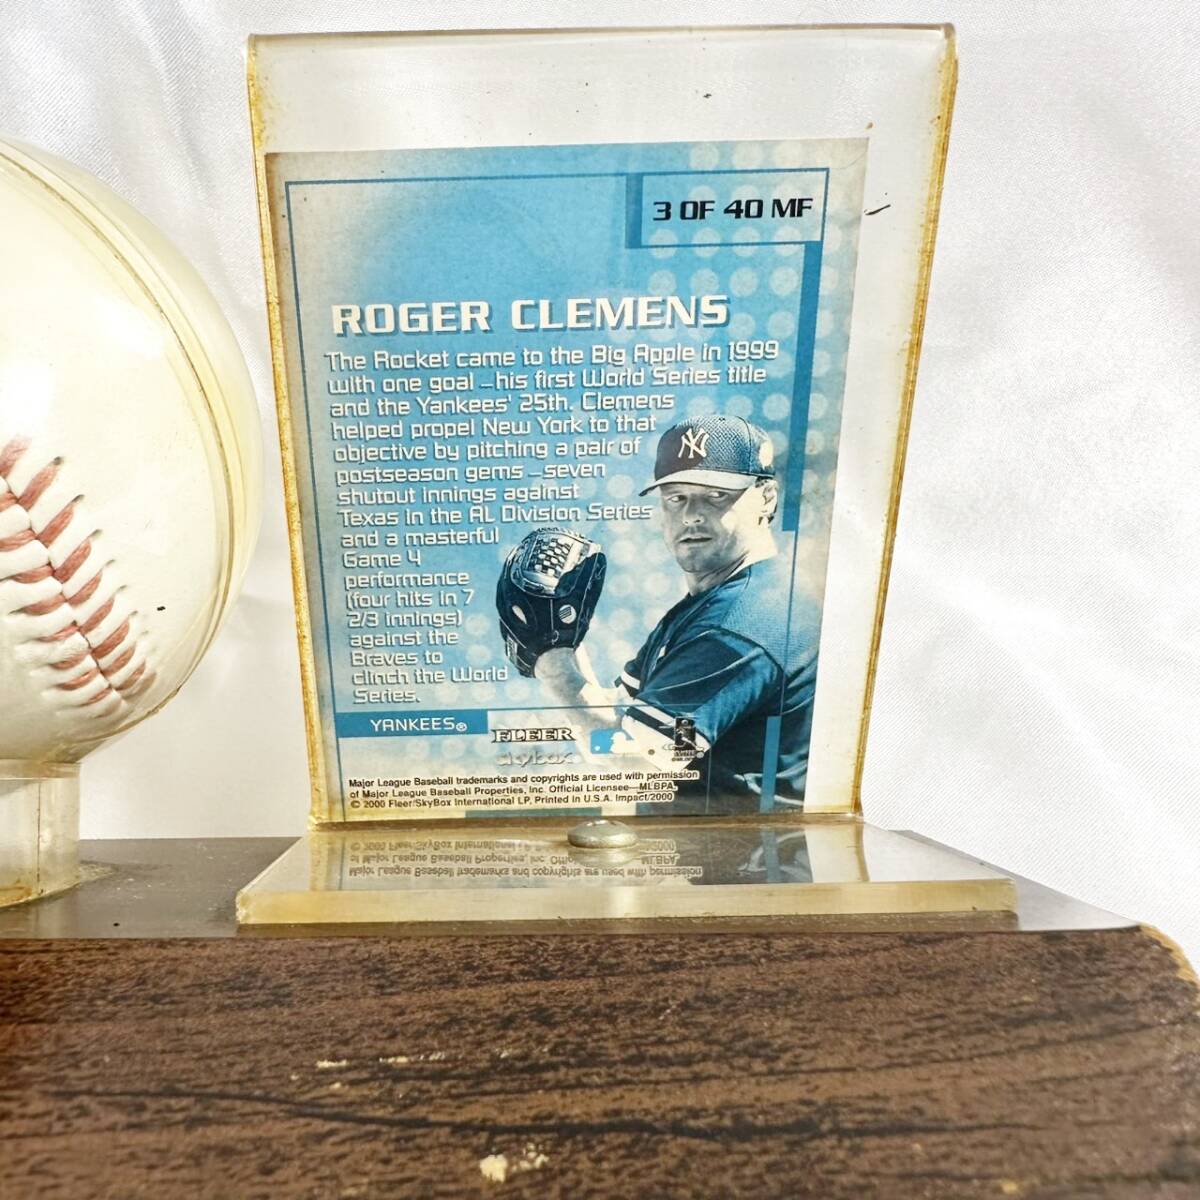 3 OF 40 MF
ROGER CLEMENS
The Rocket came to the Big Apple in 1999
with one goal – his first World Series title
and the Yankees' 25th. Clemens
helped propel New York to that
objective by pitching a pair of
postseason gems – seven
shutout innings against
Texas in the AL Division Series
and a masterful
Game 4
performance
(four hits in 7
2/3 innings)
against the
Braves to
clinch the World
Series.
NY
YANKEES®
FLEER
skybox
Major League Baseball trademarks and copyrights are used with permission
of Major League Baseball Properties, Inc. Official Licensee—MLBPA.
© 2000 Fleer/SkyBox International LP, Printed in U.S.A. Impact/2000